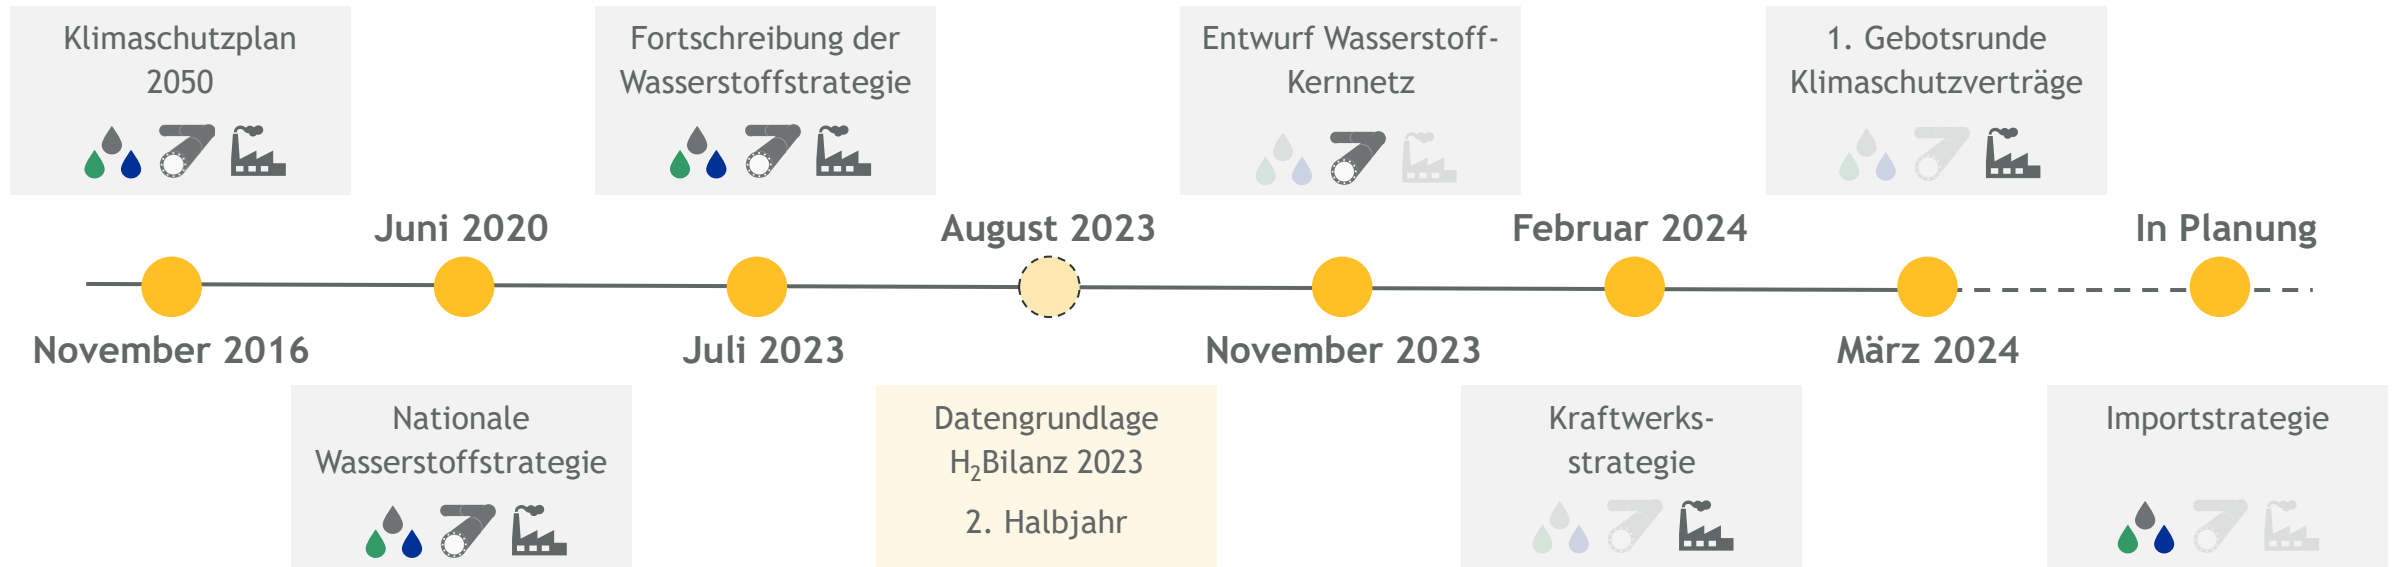 Klimaschutzplan
2050
Fortschreibung der
Wasserstoffstrategie
Entwurf Wasserstoff-
Kernnetz
1. Gebotsrunde
Klimaschutzverträge
Juni 2020
August 2023
Februar 2024
In Planung
November 2016
Juli 2023
November 2023
März 2024
Nationale
Wasserstoffstrategie
Datengrundlage
H₂Bilanz 2023
2. Halbjahr
Kraftwerks-
strategie
Importstrategie